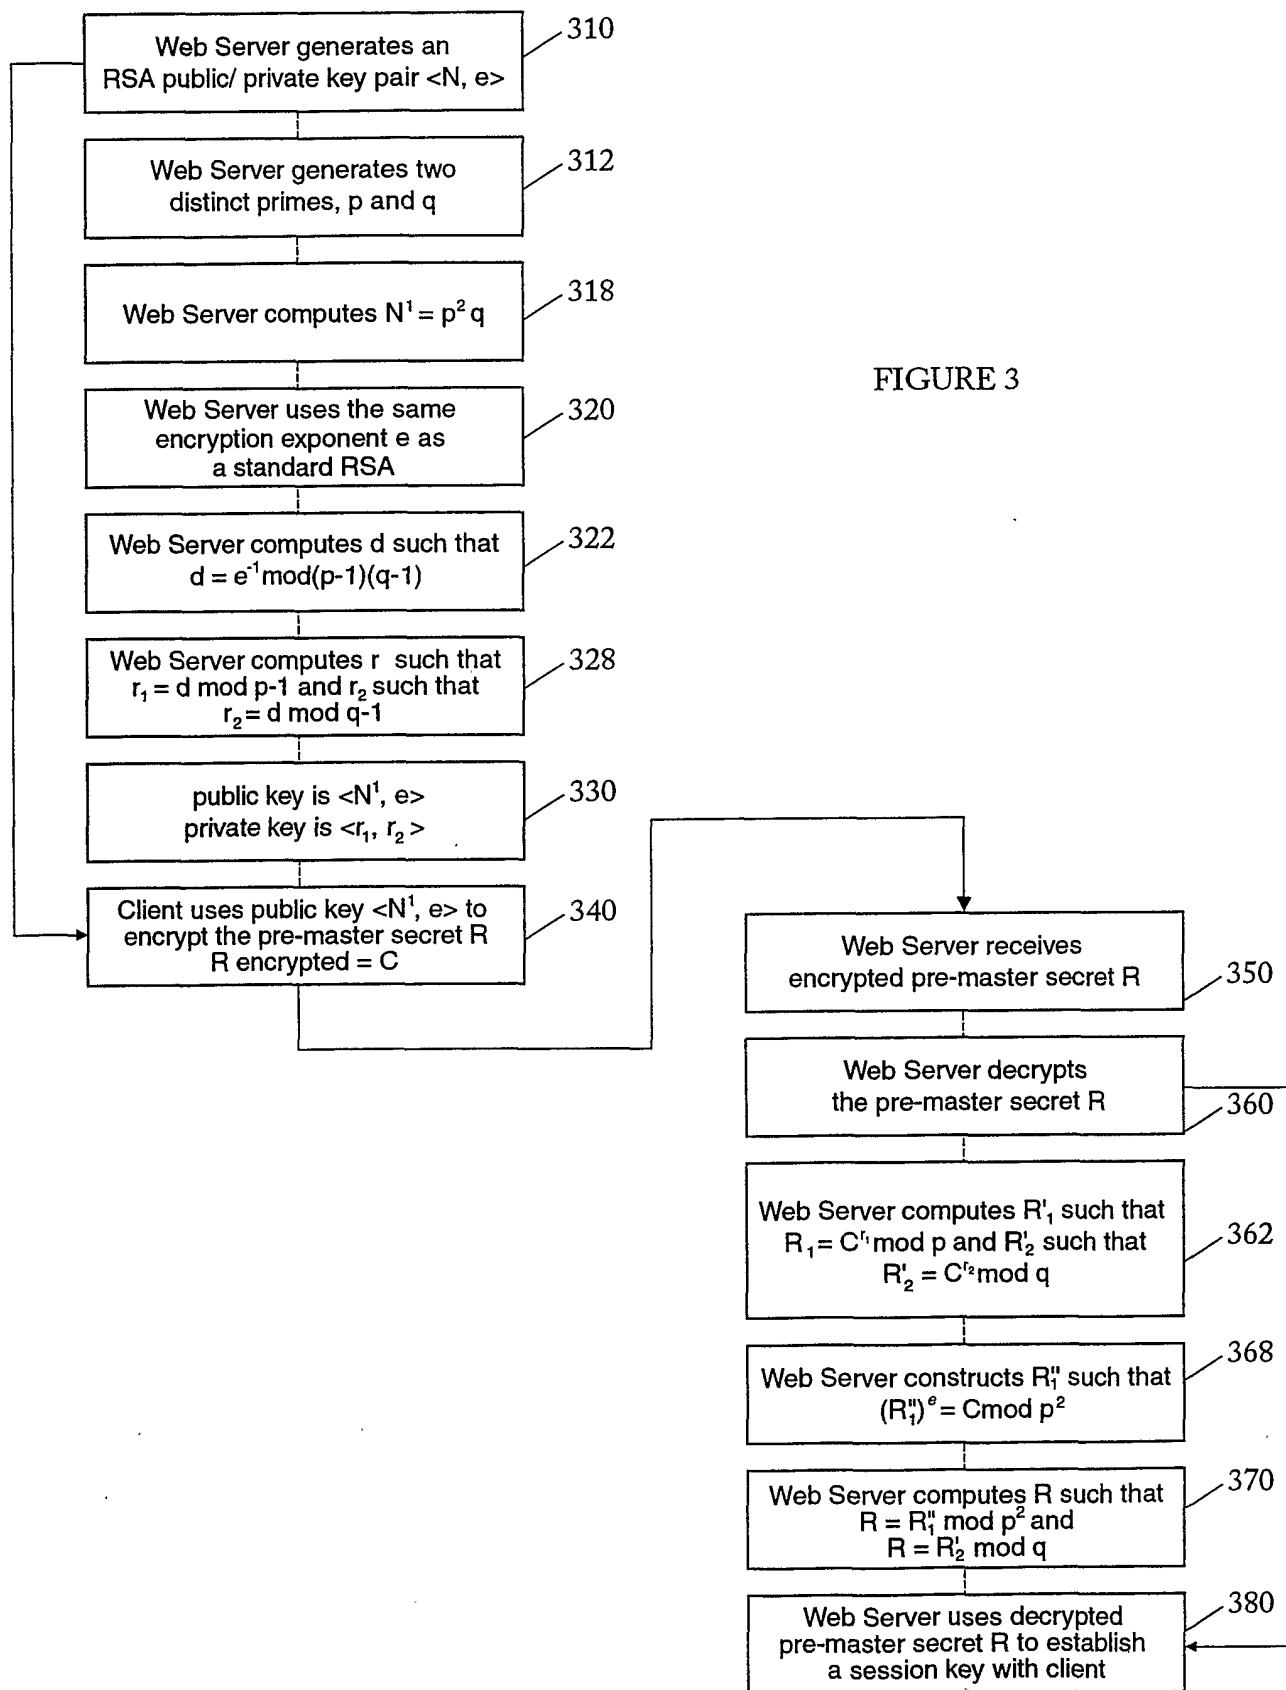 Web Server generates an
RSA public/ private key pair <N, e>
310
Web Server generates two
distinct primes, p and q
312
Web Server computes N¹ = p² q
318
Web Server uses the same
encryption exponent e as
a standard RSA
320
Web Server computes d such that
d = e⁻¹ mod(p-1)(q-1)
322
Web Server computes r such that
r₁ = d mod p-1 and r₂ such that
r₂ = d mod q-1
328
public key is <N¹, e>
private key is <r₁, r₂ >
330
Client uses public key <N¹, e> to
encrypt the pre-master secret R
R encrypted = C
340
FIGURE 3
Web Server receives
encrypted pre-master secret R
350
Web Server decrypts
the pre-master secret R
360
Web Server computes R'₁ such that
R₁ = C^r₁ mod p and R'₂ such that
R'₂ = C^r₂ mod q
362
Web Server constructs R''₁ such that
(R''₁)^e = Cmod p²
368
Web Server computes R such that
R = R''₁ mod p² and
R = R'₂ mod q
370
Web Server uses decrypted
pre-master secret R to establish
a session key with client
380